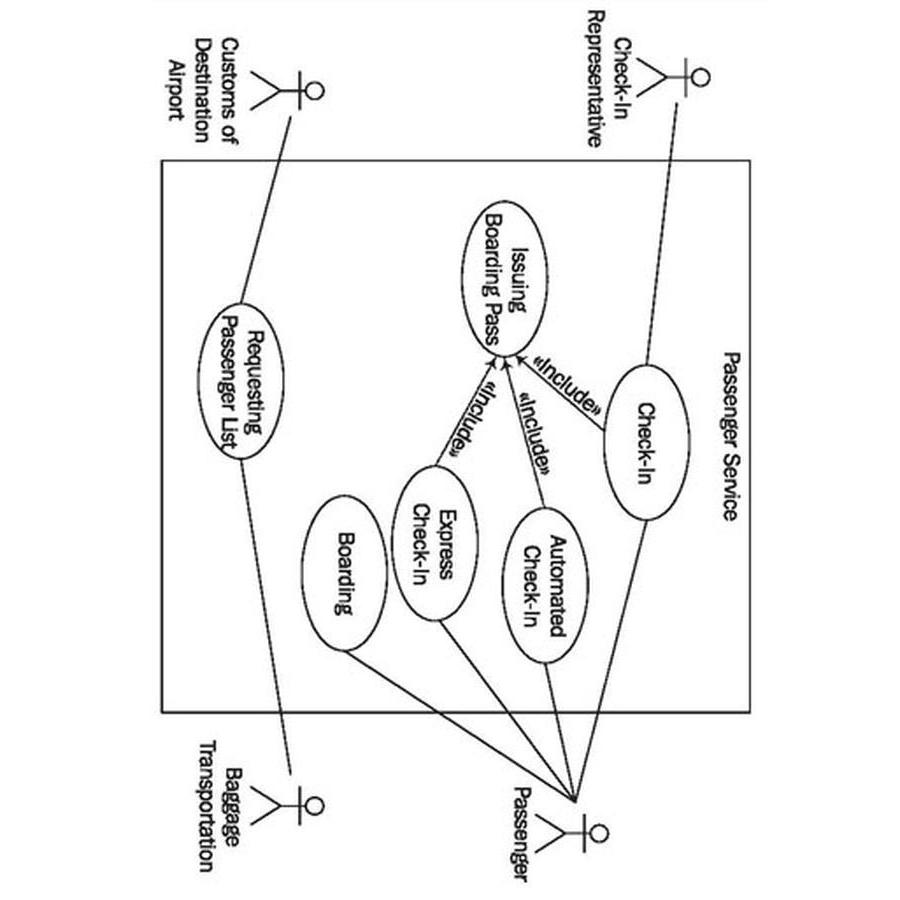 Passenger Service
Check-In
Representative
Check-In
«Include»
Issuing
Boarding Pass
«Include»
Automated
Check-In
Passenger
«Include»
Express
Check-In
Boarding
Customs of
Destination
Airport
Requesting
Passenger List
Baggage
Transportation